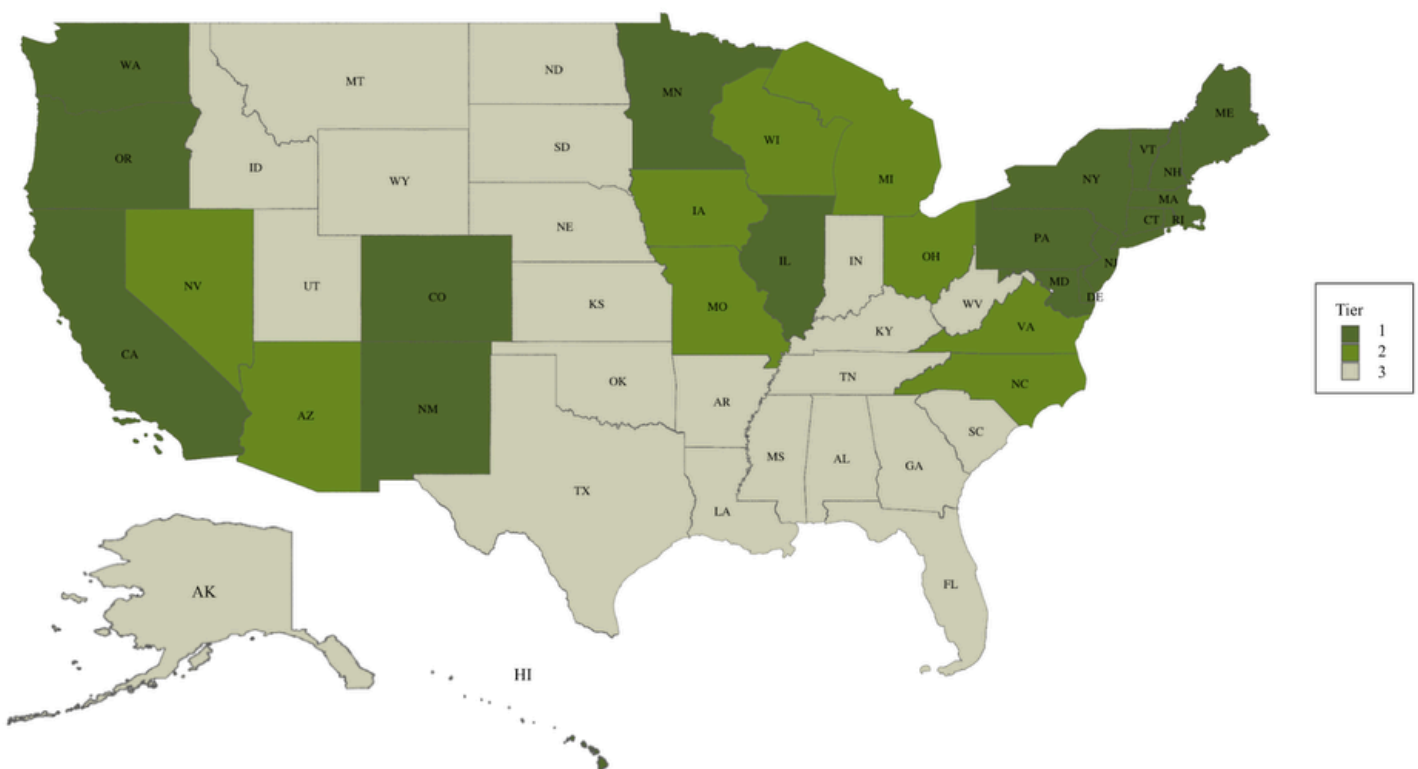 WA
MT
ND
MN
ME
OR
ID
WY
SD
WI
MI
NY
VT
NH
MA
CT
RI
NV
UT
CO
NE
IA
IL
IN
OH
PA
NJ
MD
DE
CA
KS
MO
KY
WV
VA
AZ
NM
OK
AR
TN
NC
SC
TX
LA
MS
AL
GA
FL
AK
HI
Tier
1
2
3